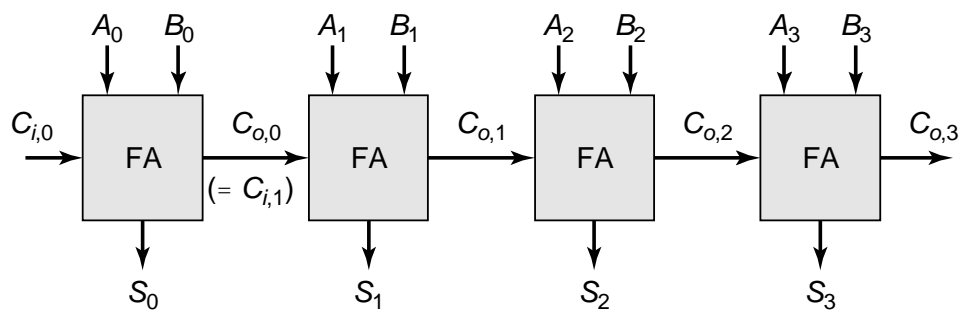 A0 B0 A1 B1 A2 B2 A3 B3
Ci,0 Co,0 Co,1 Co,2 Co,3
FA FA FA FA
(= Ci,1)
S0 S1 S2 S3